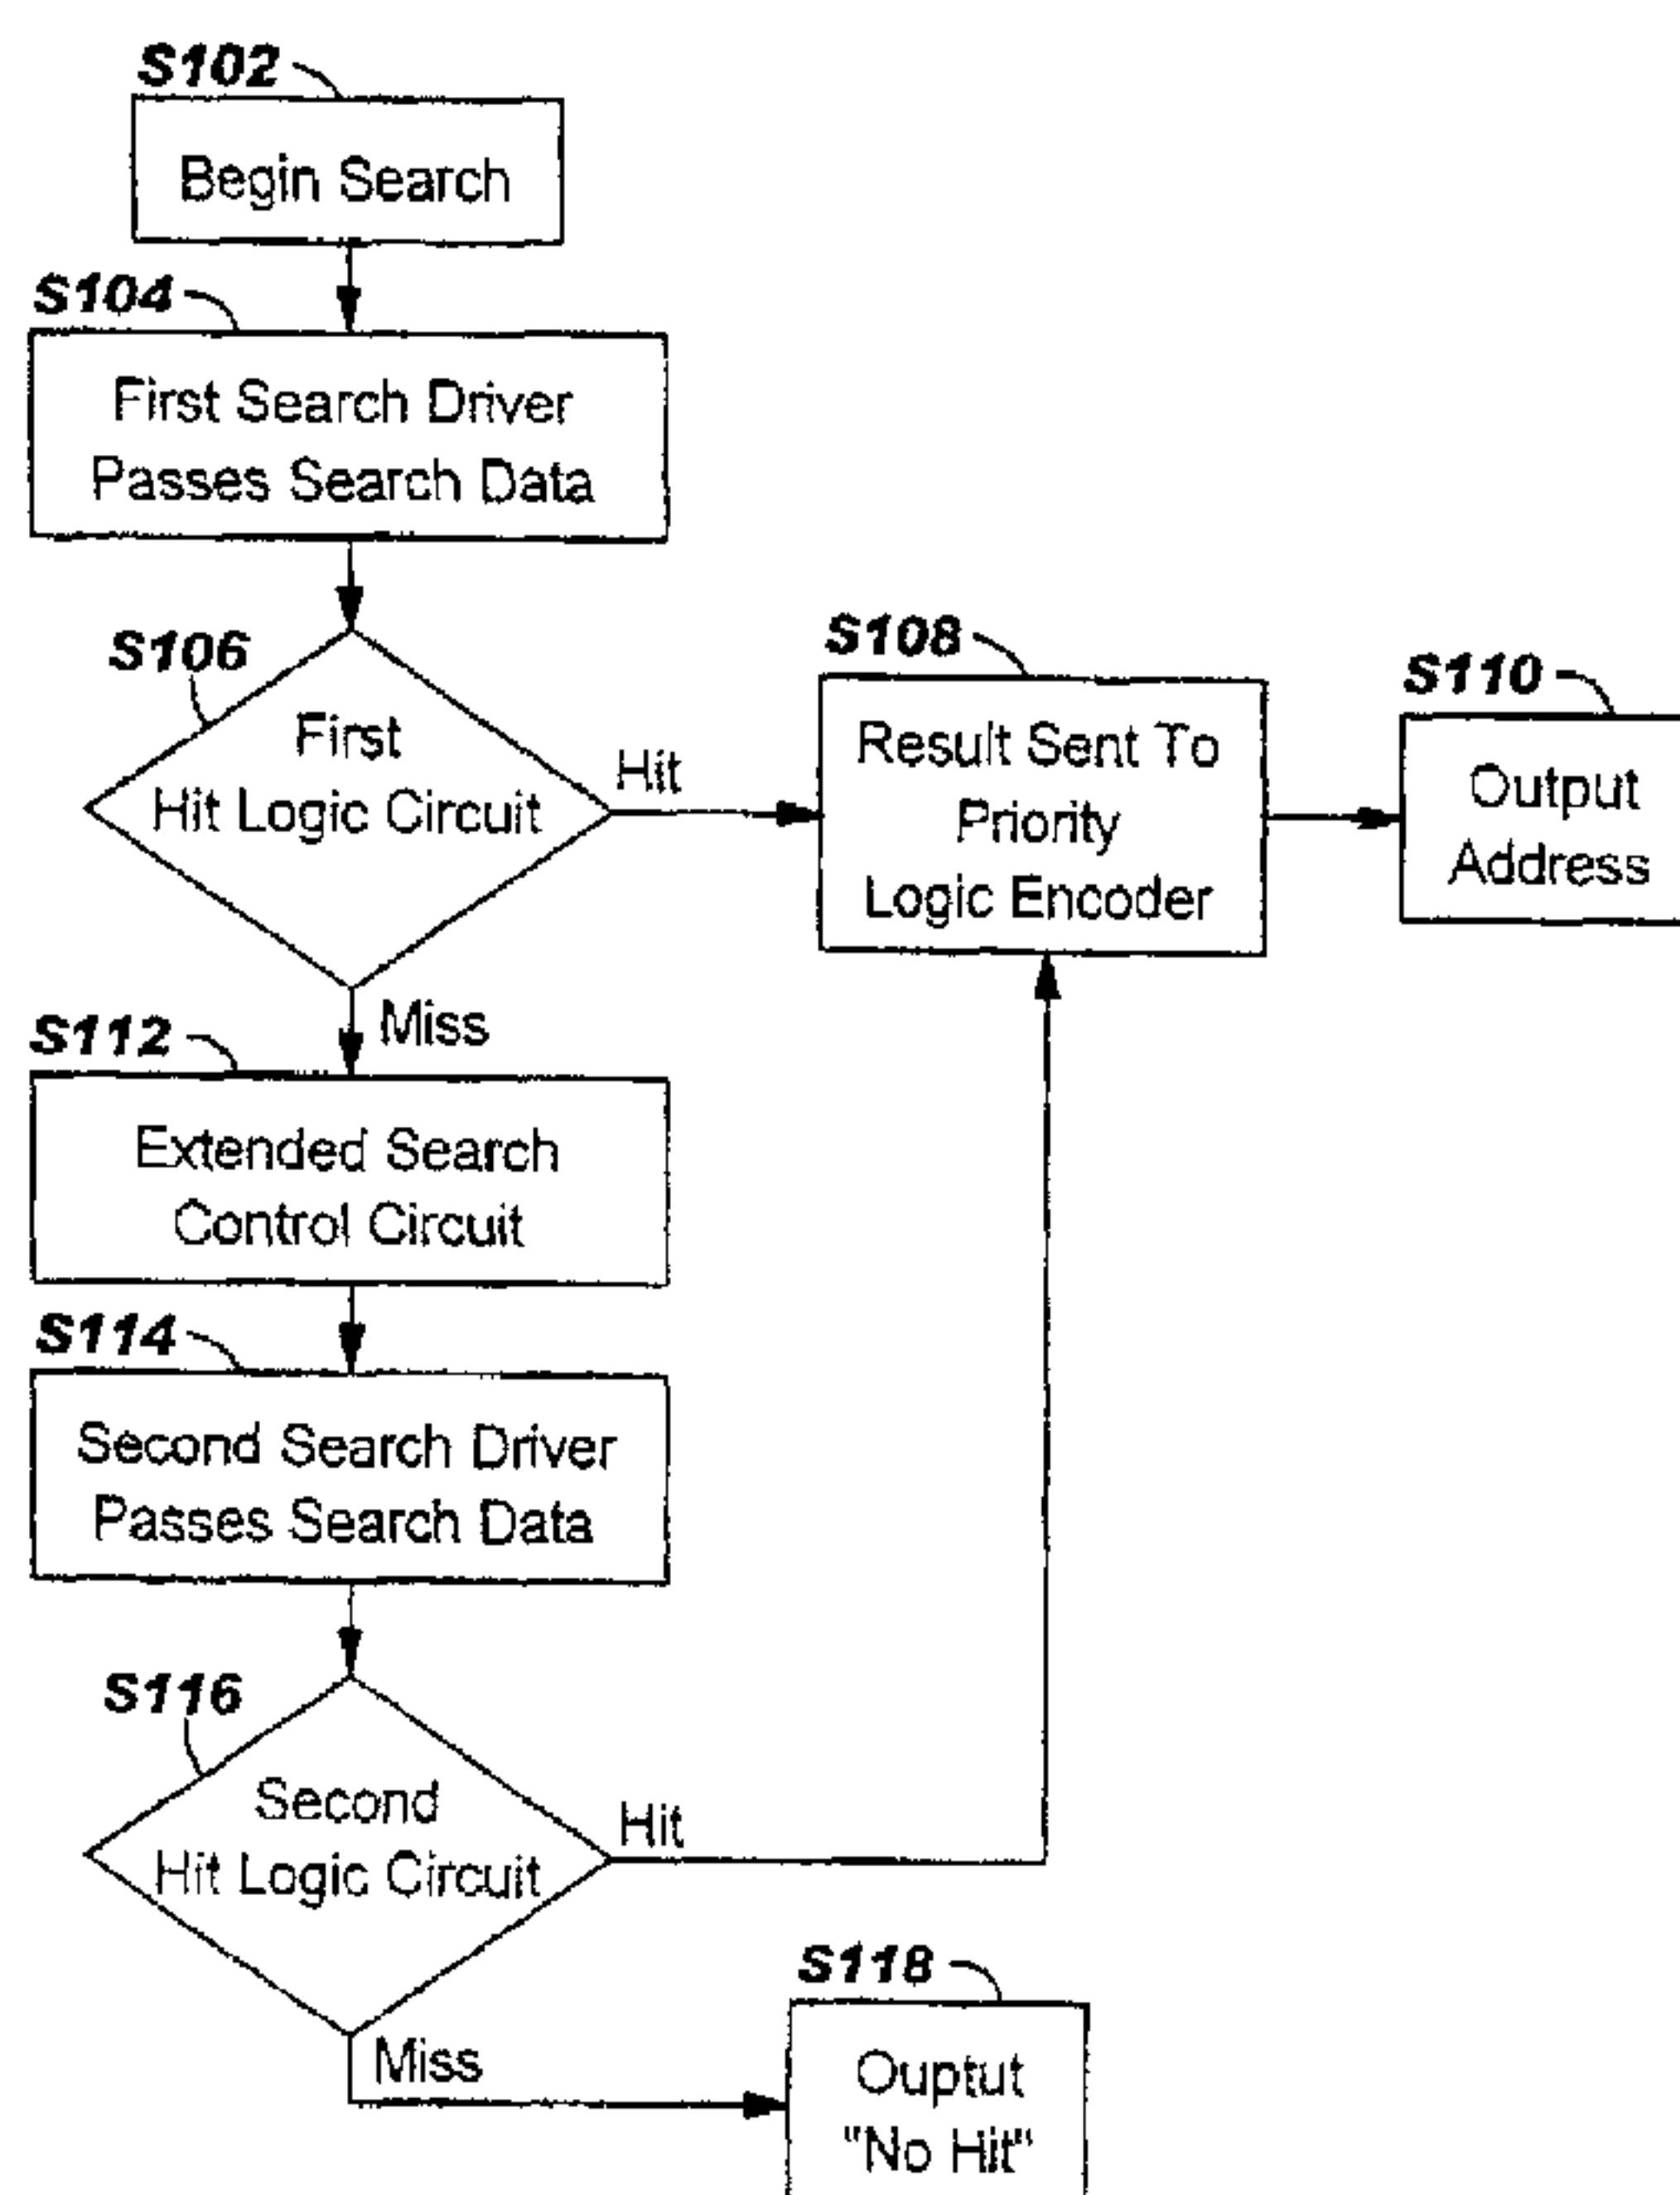 S102
Begin Search
S104
First Search Driver
Passes Search Data
S106
First
Hit Logic Circuit
Hit
S108
Result Sent To
Priority
Logic Encoder
S110
Output
Address
Miss
S112
Extended Search
Control Circuit
S114
Second Search Driver
Passes Search Data
S116
Second
Hit Logic Circuit
Hit
Miss
S118
Ouptut
"No Hit"